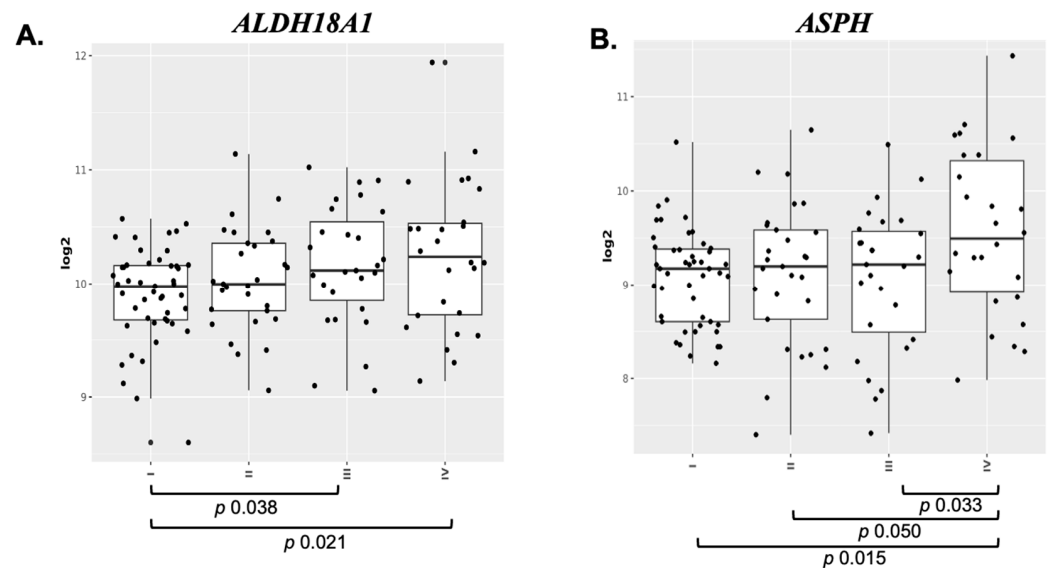 A.
ALDH18A1
12
11
10
9
log2
I
II
III
IV
p 0.038
p 0.021
B.
ASPH
11
10
9
8
log2
I
II
III
IV
p 0.033
p 0.050
p 0.015